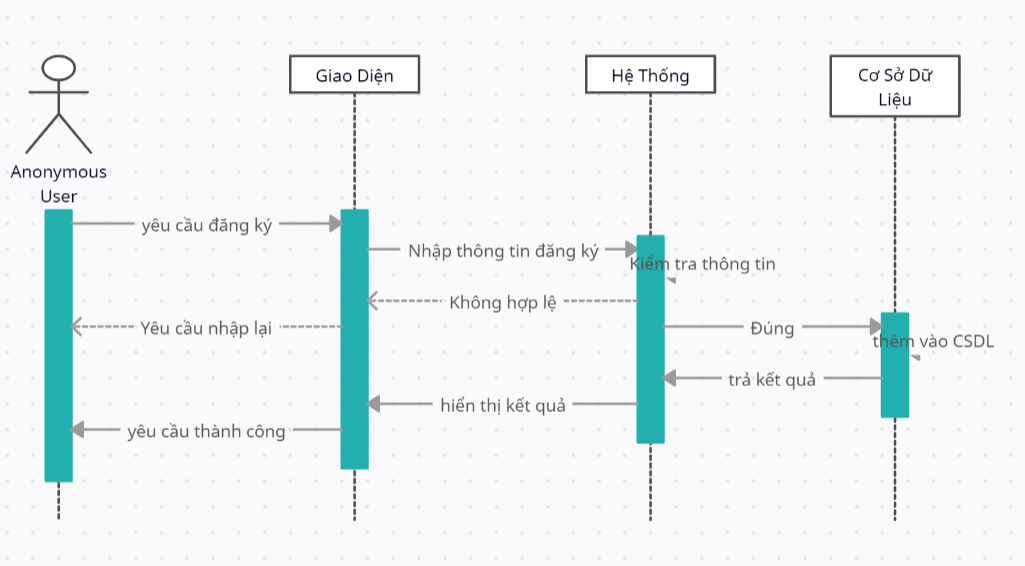 Giao Diện
Hệ Thống
Cơ Sở Dữ
Liệu
Anonymous
User
yêu cầu đăng ký
Nhập thông tin đăng ký
Kiểm tra thông tin
Không hợp lệ
Yêu cầu nhập lại
Đúng
thêm vào CSDL
trả kết quả
hiển thị kết quả
yêu cầu thành công